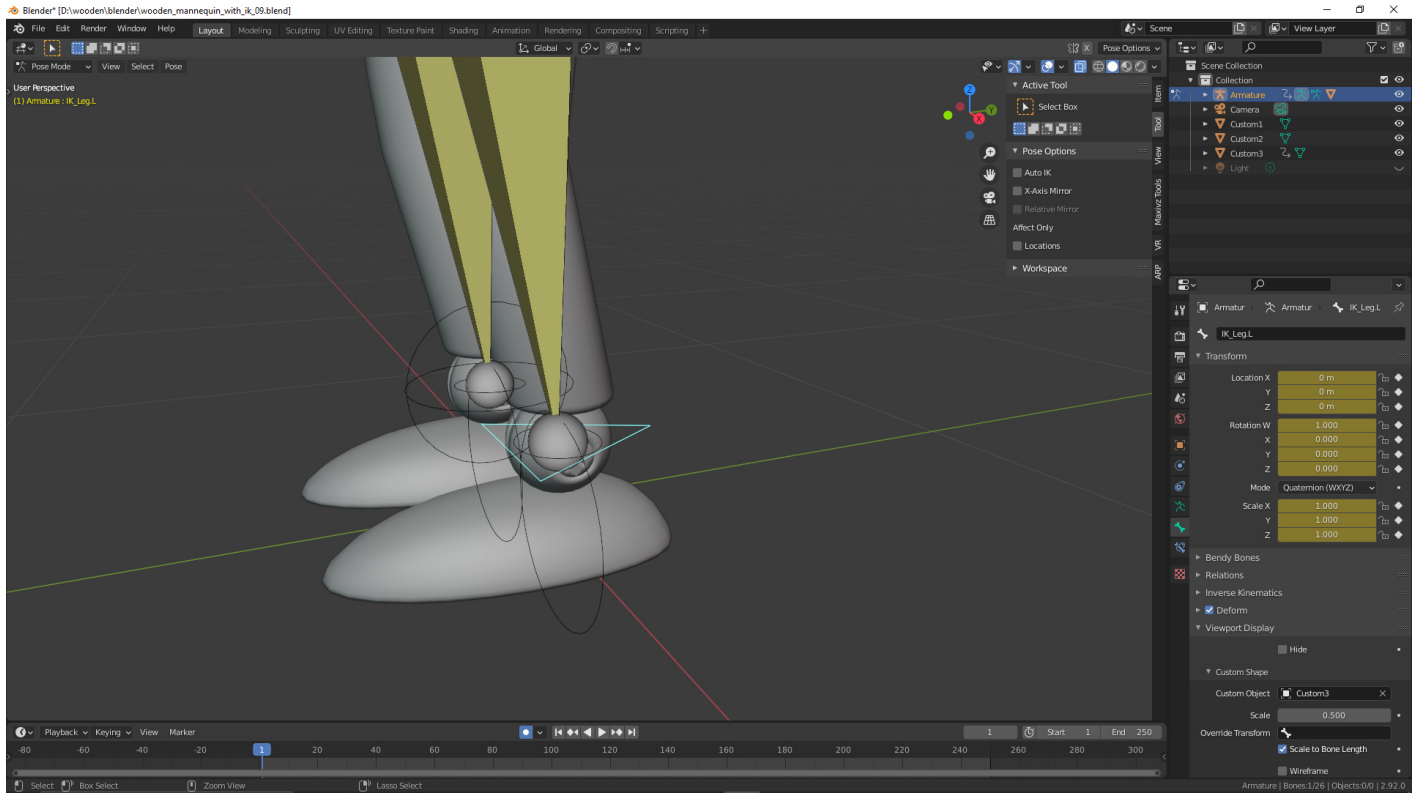 Blender* [D:\wooden\wooden_mannequin_with_ik_09.blend]
File Edit Render Window Help Layout Modeling Sculpting UV Editing Texture Paint Shading Animation Rendering Compositing Scripting + Scene View Layer
Global Pose Options
Pose Mode View Select Pose
User Perspective
(1) Armature : IK_Leg.L
Z
Y
X
Active Tool
Select Box
Pose Options
Auto IK
X-Axis Mirror
Relative Mirror
Affect Only
Locations
Workspace
Item
Tool
View
Maxivz Tools
VR
ARP
Scene Collection
Collection
Armature
Camera
Custom1
Custom2
Custom3
Light
Armatur Armatur IK_Leg.L
IK_Leg.L
Transform
Location X 0 m
Y 0 m
Z 0 m
Rotation W 1.000
X 0.000
Y 0.000
Z 0.000
Mode Quaternion (WXYZ)
Scale X 1.000
Y 1.000
Z 1.000
Bendy Bones
Relations
Inverse Kinematics
Deform
Viewport Display
Hide
Custom Shape
Custom Object Custom3
Scale 0.500
Override Transform
Scale to Bone Length
Wireframe
Playback Keying View Marker 1 Start 1 End 250
-80 -60 -40 -20 1 20 40 60 80 100 120 140 160 180 200 220 240 260 280 300
Select Box Select Zoom View Lasso Select Armature | Bones:1/26 | Objects:0/0 | 2.92.0